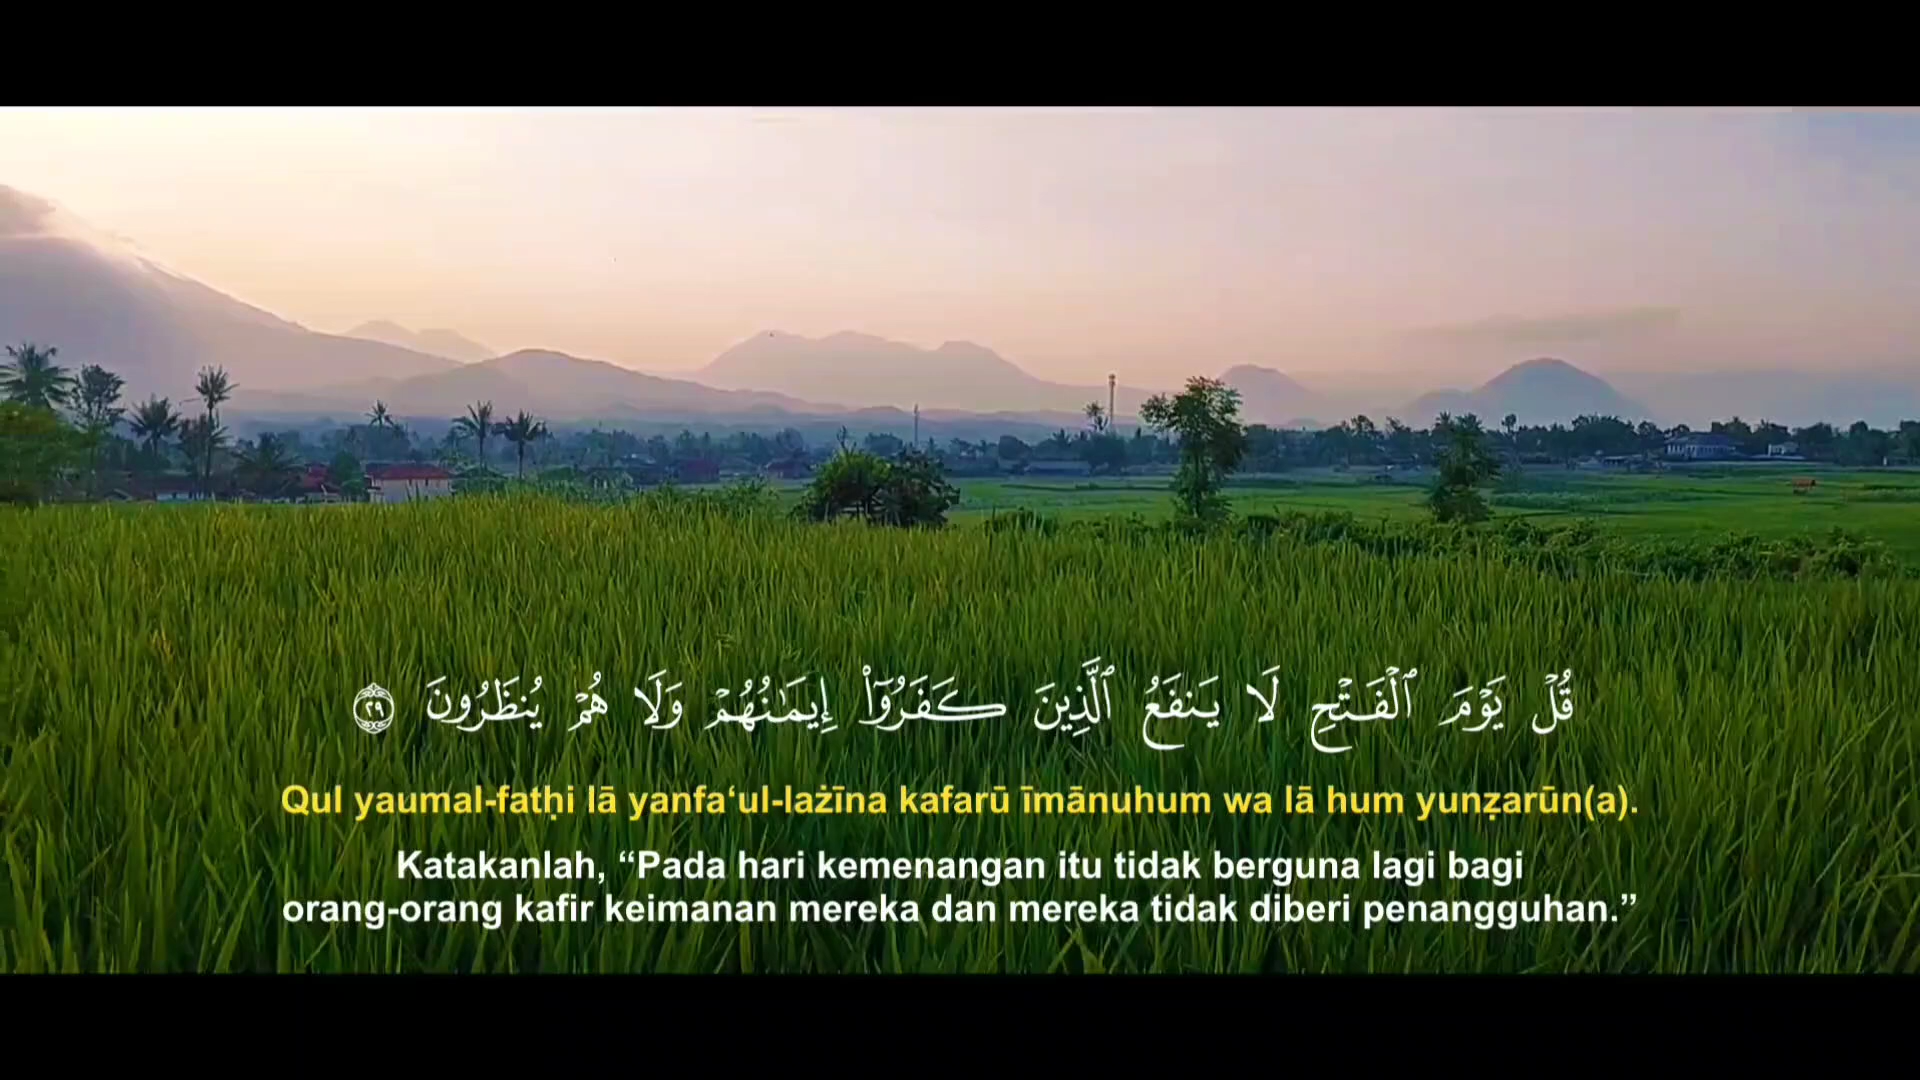 قُلۡ يَوۡمَ ٱلۡفَتۡحِ لَا يَنفَعُ ٱلَّذِينَ كَفَرُوٓاْ إِيمَٰنُهُمۡ وَلَا هُمۡ يُنظَرُونَ ٢٩
Qul yaumal-fatḥi lā yanfa‘ul-lażīna kafarū īmānuhum wa lā hum yunẓarūn(a).
Katakanlah, “Pada hari kemenangan itu tidak berguna lagi bagi
orang-orang kafir keimanan mereka dan mereka tidak diberi penangguhan.”